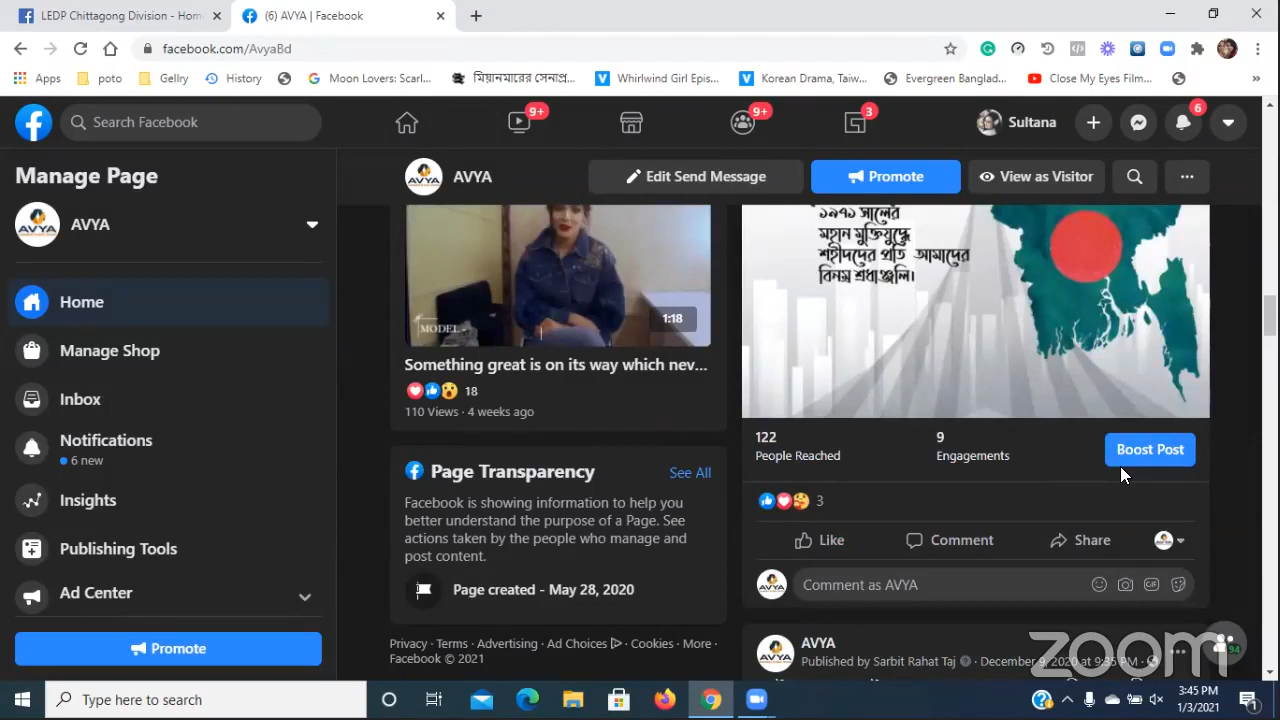 LEDP Chittagong Division - Hom
(6) AVYA | Facebook
facebook.com/AvyaBd
Apps
poto
Gellry
History
Moon Lovers: Scarl...
মিয়ানমারের সেনাপ্র...
Whirlwind Girl Epis...
Korean Drama, Taiw...
Evergreen Banglad...
Close My Eyes Film...
»
Search Facebook
9+
9+
3
Sultana
6
Manage Page
AVYA
Edit Send Message
Promote
View as Visitor
AVYA
Home
Manage Shop
Inbox
Notifications
6 new
Insights
Publishing Tools
Ad Center
Promote
MODEL -
1:18
Something great is on its way which nev...
18
110 Views · 4 weeks ago
Page Transparency
See All
Facebook is showing information to help you
better understand the purpose of a Page. See
actions taken by the people who manage and
post content.
Page created - May 28, 2020
Privacy · Terms · Advertising · Ad Choices · Cookies · More ·
Facebook © 2021
১৯৭১ সালের
মহান মুক্তিযুদ্ধে
শহীদদের প্রতি আমাদের
বিনম্র শ্রধাঞ্জলি।
122
People Reached
9
Engagements
Boost Post
3
Like
Comment
Share
Comment as AVYA
GIF
AVYA
Published by Sarbit Rahat Taj · December 9, 2020 at 9:35 PM ·
zoom
94
Type here to search
3:45 PM
1/3/2021
1